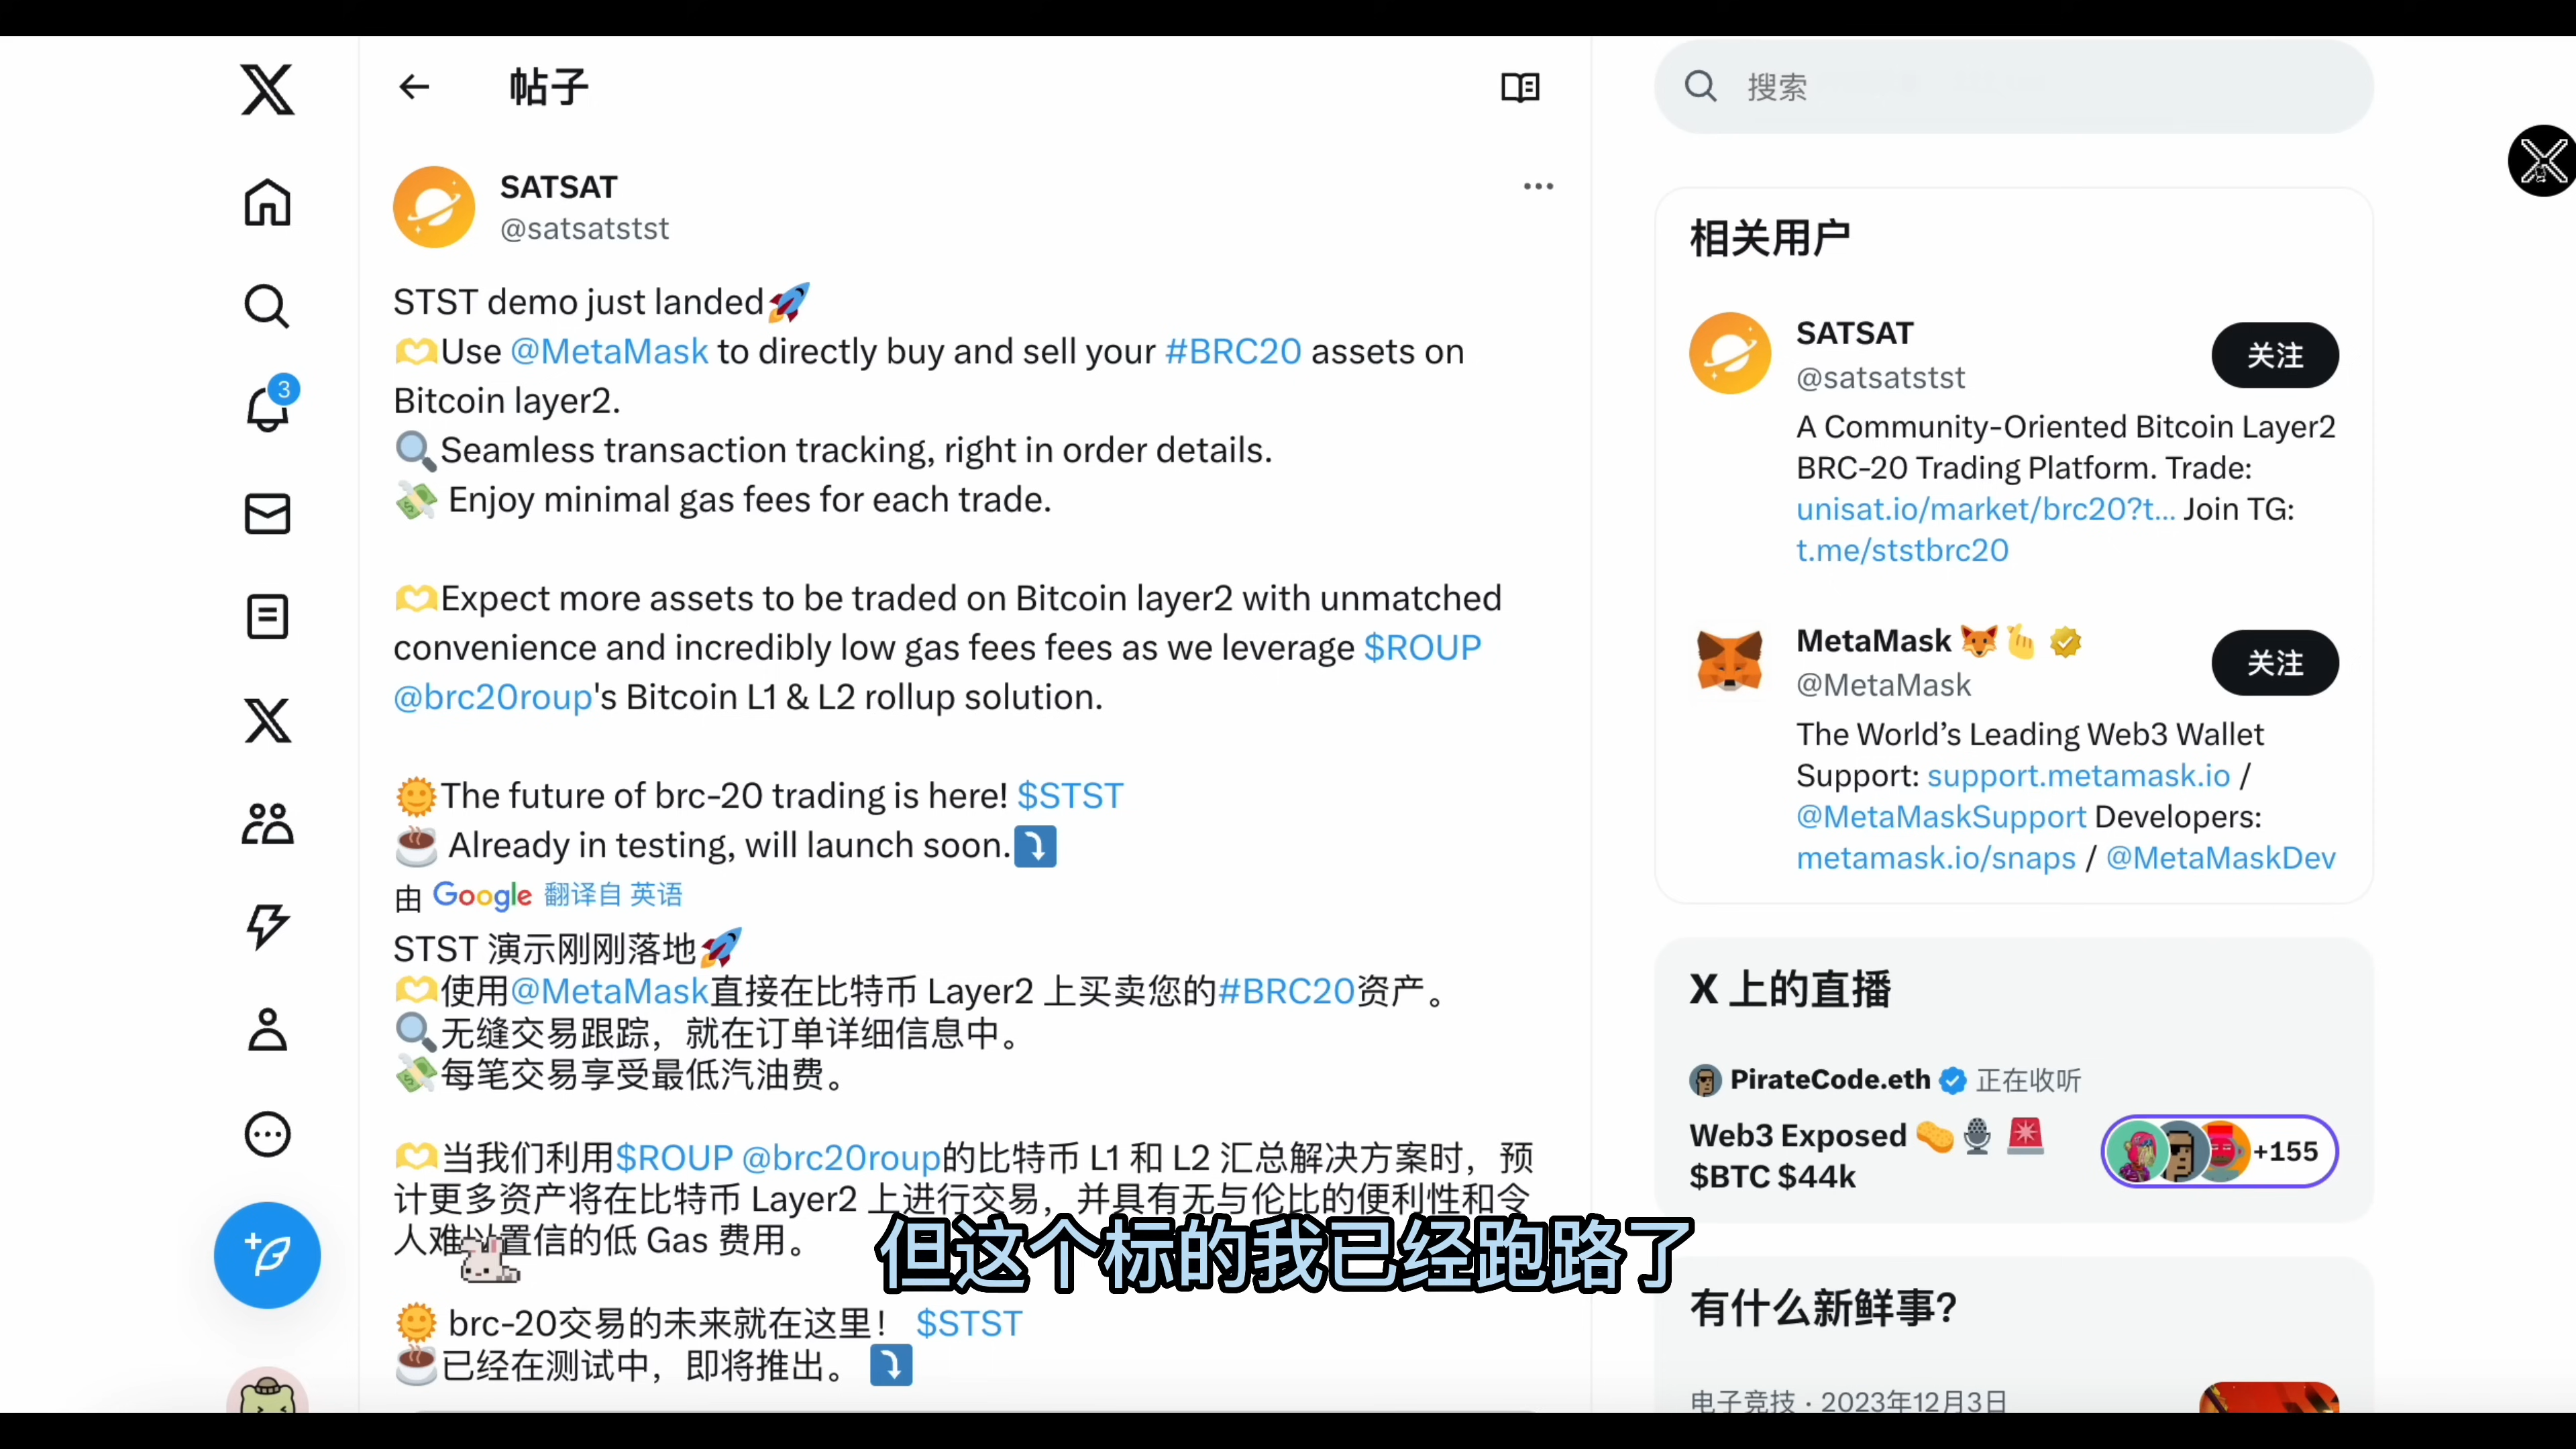 帖子
SATSAT
@satsatstst
STST demo just landed🚀
🫶Use @MetaMask to directly buy and sell your #BRC20 assets on
Bitcoin layer2.
🔍Seamless transaction tracking, right in order details.
💸 Enjoy minimal gas fees for each trade.
🫶Expect more assets to be traded on Bitcoin layer2 with unmatched
convenience and incredibly low gas fees fees as we leverage $ROUP
@brc20roup's Bitcoin L1 & L2 rollup solution.
🌞The future of brc-20 trading is here! $STST
☕ Already in testing, will launch soon.⤵️
由 Google 翻译自 英语
STST 演示刚刚落地🚀
🫶使用@MetaMask直接在比特币 Layer2 上买卖您的#BRC20资产。
🔍无缝交易跟踪，就在订单详细信息中。
💸每笔交易享受最低汽油费。
🫶当我们利用$ROUP @brc20roup的比特币 L1 和 L2 汇总解决方案时，预
计更多资产将在比特币 Layer2 上进行交易，并具有无与伦比的便利性和令
人难以置信的低 Gas 费用。
但这个标的我已经跑路了
🌞 brc-20交易的未来就在这里！ $STST
☕已经在测试中，即将推出。⤵️
3
搜索
相关用户
SATSAT
@satsatstst
关注
A Community-Oriented Bitcoin Layer2
BRC-20 Trading Platform. Trade:
unisat.io/market/brc20?t... Join TG:
t.me/ststbrc20
MetaMask
@MetaMask
关注
The World's Leading Web3 Wallet
Support: support.metamask.io /
@MetaMaskSupport Developers:
metamask.io/snaps / @MetaMaskDev
X 上的直播
PirateCode.eth 正在收听
Web3 Exposed 🧽🎙️🚨
$BTC $44k
+155
有什么新鲜事?
电子竞技 · 2023年12月3日